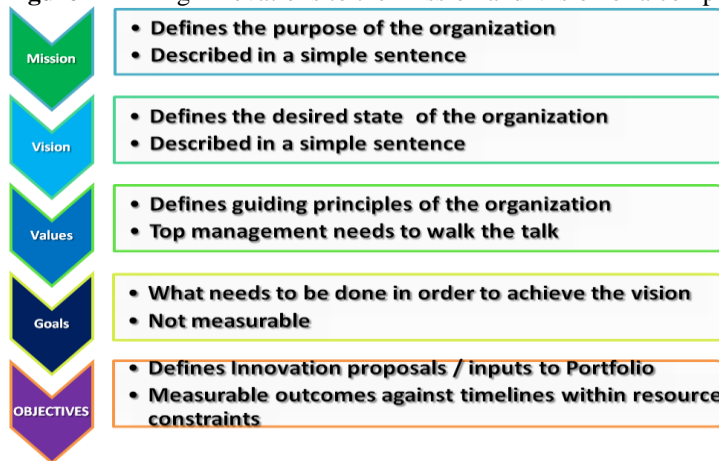 Mission
• Defines the purpose of the organization
• Described in a simple sentence
Vision
• Defines the desired state of the organization
• Described in a simple sentence
Values
• Defines guiding principles of the organization
• Top management needs to walk the talk
Goals
• What needs to be done in order to achieve the vision
• Not measurable
OBJECTIVES
• Defines Innovation proposals / inputs to Portfolio
• Measurable outcomes against timelines within resource
constraints